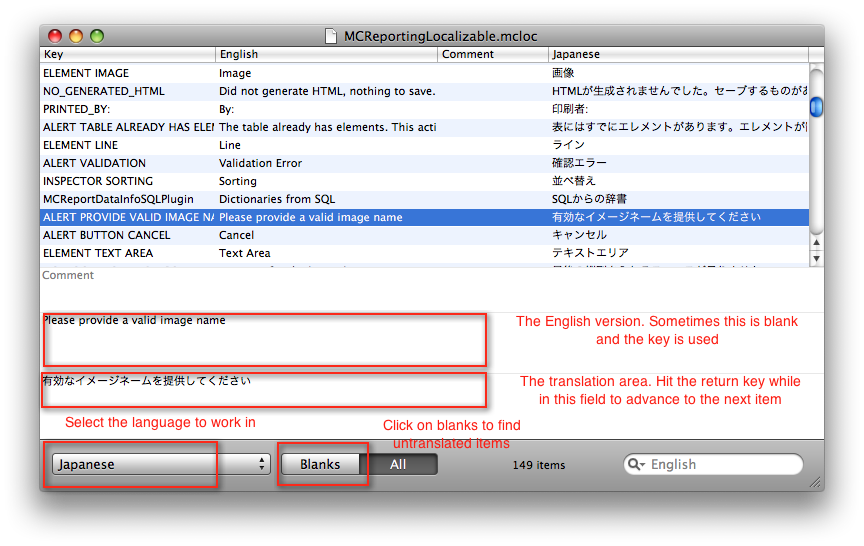 MCReportingLocalizable.mcloc
Key English Comment Japanese
ELEMENT IMAGE Image 画像
NO_GENERATED_HTML Did not generate HTML, nothing to save. HTMLが生成されませんでした。セーブするものがあ
PRINTED_BY: By: 印刷者:
ALERT TABLE ALREADY HAS ELEM The table already has elements. This acti 表にはすでにエレメントがあります。エレメントが
ELEMENT LINE Line ライン
ALERT VALIDATION Validation Error 確認エラー
INSPECTOR SORTING Sorting 並べ替え
MCReportDataInfoSQLPlugin Dictionaries from SQL SQLからの辞書
ALERT PROVIDE VALID IMAGE NA Please provide a valid image name 有効なイメージネームを提供してください
ALERT BUTTON CANCEL Cancel キャンセル
ELEMENT TEXT AREA Text Area テキストエリア
Comment
Please provide a valid image name
The English version. Sometimes this is blank
and the key is used
有効なイメージネームを提供してください
The translation area. Hit the return key while
in this field to advance to the next item
Select the language to work in
Click on blanks to find
untranslated items
Japanese
Blanks
All
149 items
English